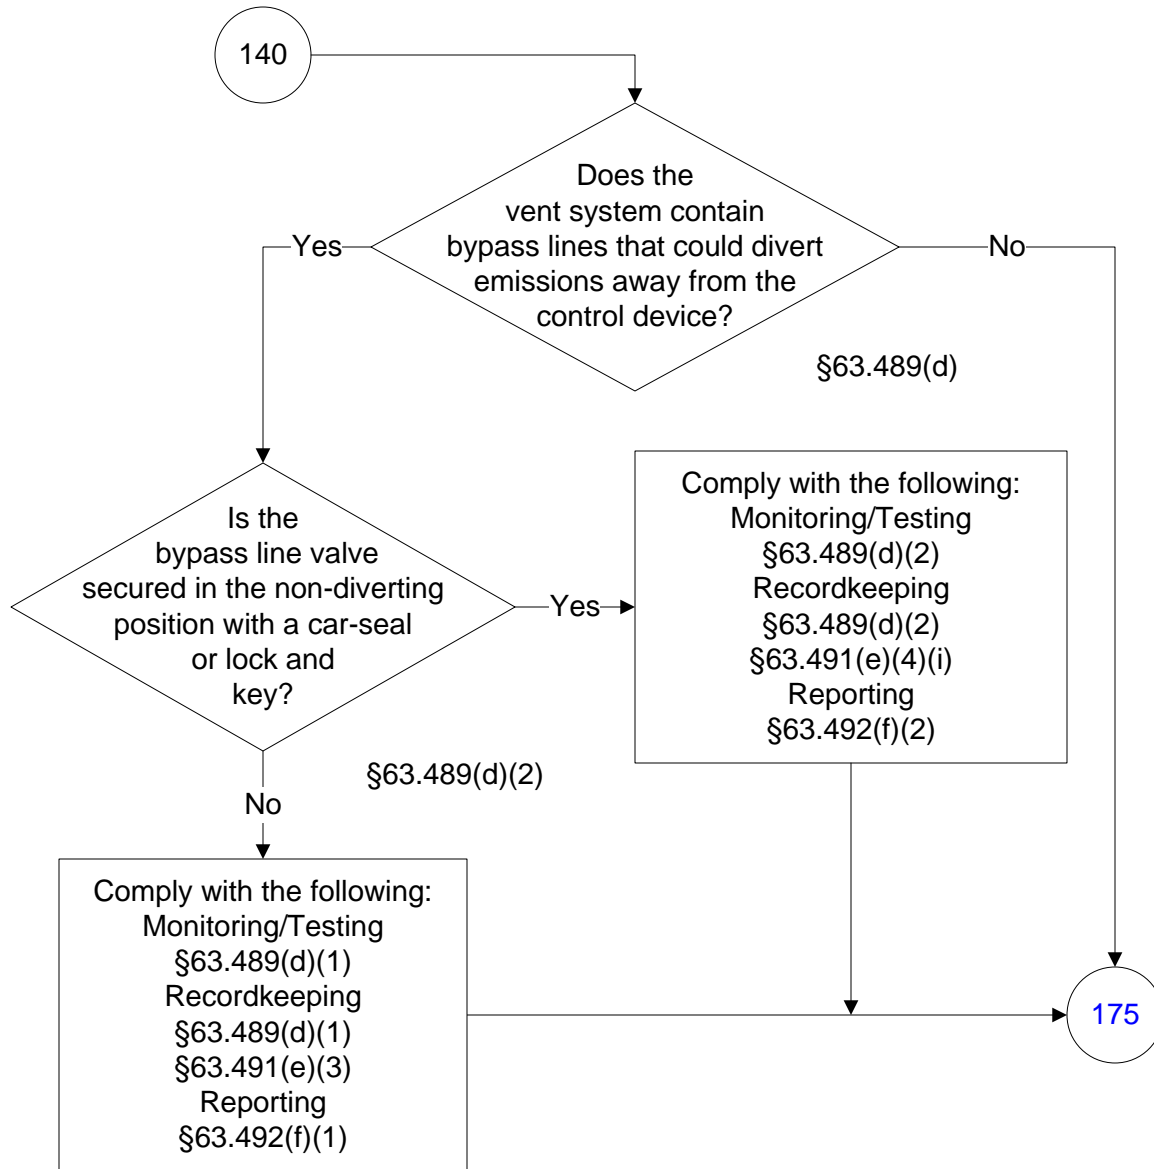 140
Does the
vent system contain
bypass lines that could divert
emissions away from the
control device?
Yes
No
§63.489(d)
Is the
bypass line valve
secured in the non-diverting
position with a car-seal
or lock and
key?
Yes
§63.489(d)(2)
No
Comply with the following:
Monitoring/Testing
§63.489(d)(2)
Recordkeeping
§63.489(d)(2)
§63.491(e)(4)(i)
Reporting
§63.492(f)(2)
Comply with the following:
Monitoring/Testing
§63.489(d)(1)
Recordkeeping
§63.489(d)(1)
§63.491(e)(3)
Reporting
§63.492(f)(1)
175